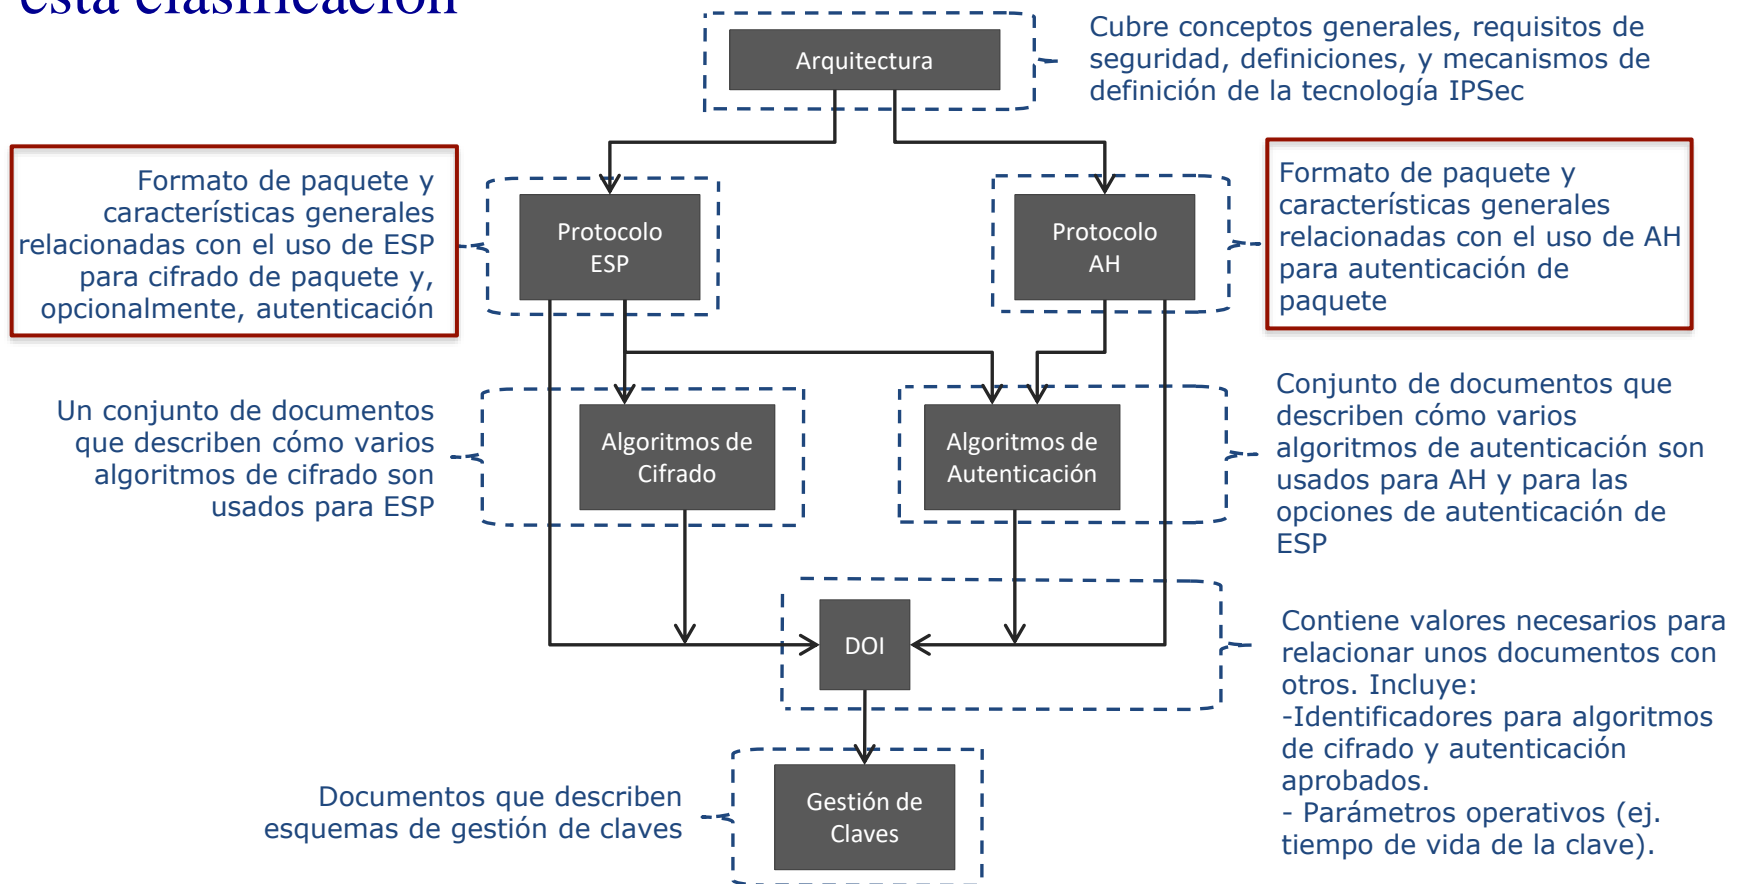 esta clasificación
Arquitectura
Cubre conceptos generales, requisitos de
seguridad, definiciones, y mecanismos de
definición de la tecnología IPSec
Formato de paquete y
características generales
relacionadas con el uso de ESP
para cifrado de paquete y,
opcionalmente, autenticación
Protocolo
ESP
Protocolo
AH
Formato de paquete y
características generales
relacionadas con el uso de AH
para autenticación de
paquete
Un conjunto de documentos
que describen cómo varios
algoritmos de cifrado son
usados para ESP
Algoritmos de
Cifrado
Algoritmos de
Autenticación
Conjunto de documentos que
describen cómo varios
algoritmos de autenticación son
usados para AH y para las
opciones de autenticación de
ESP
DOI
Contiene valores necesarios para
relacionar unos documentos con
otros. Incluye:
-Identificadores para algoritmos
de cifrado y autenticación
aprobados.
- Parámetros operativos (ej.
tiempo de vida de la clave).
Documentos que describen
esquemas de gestión de claves
Gestión de
Claves